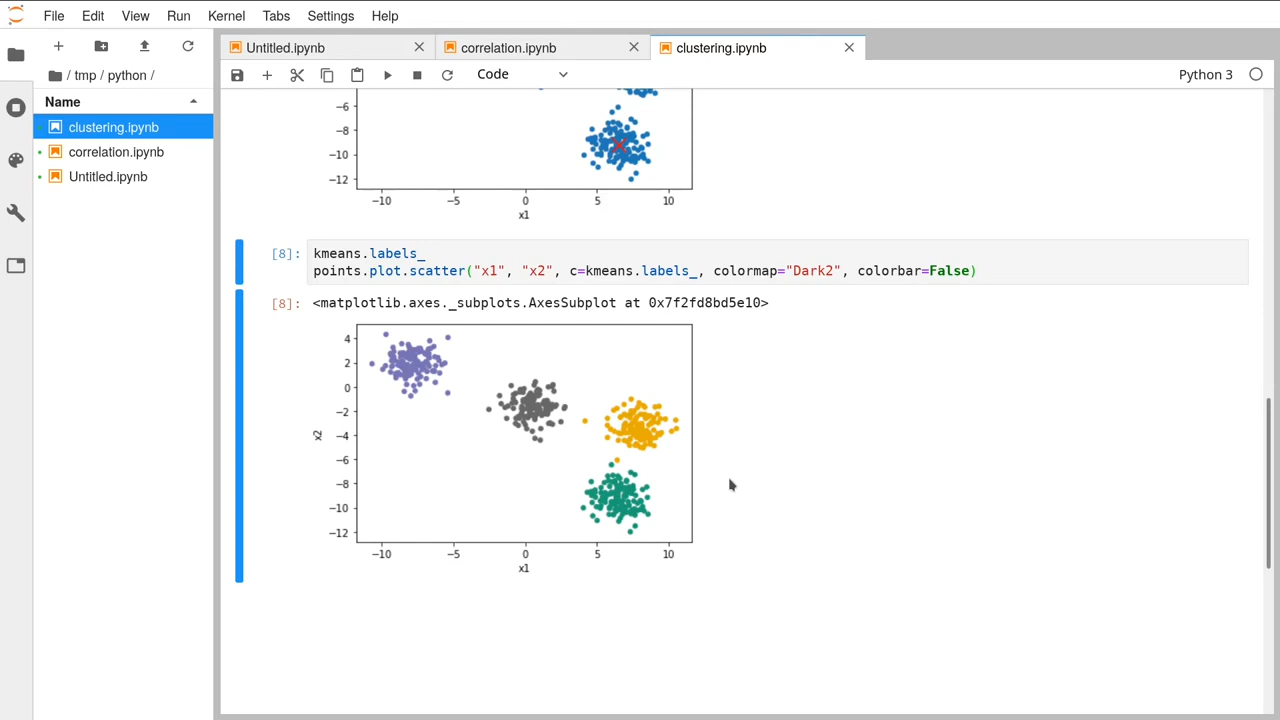 File Edit View Run Kernel Tabs Settings Help
Untitled.ipynb correlation.ipynb clustering.ipynb
/ tmp / python /
Code
Python 3
Name
clustering.ipynb
correlation.ipynb
Untitled.ipynb
−6
−8
−10
−12
−10 −5 0 5 10
x1
[8]: kmeans.labels_
points.plot.scatter("x1", "x2", c=kmeans.labels_, colormap="Dark2", colorbar=False)
[8]: <matplotlib.axes._subplots.AxesSubplot at 0x7f2fd8bd5e10>
4
2
0
−2
−4
−6
−8
−10
−12
x2
−10 −5 0 5 10
x1